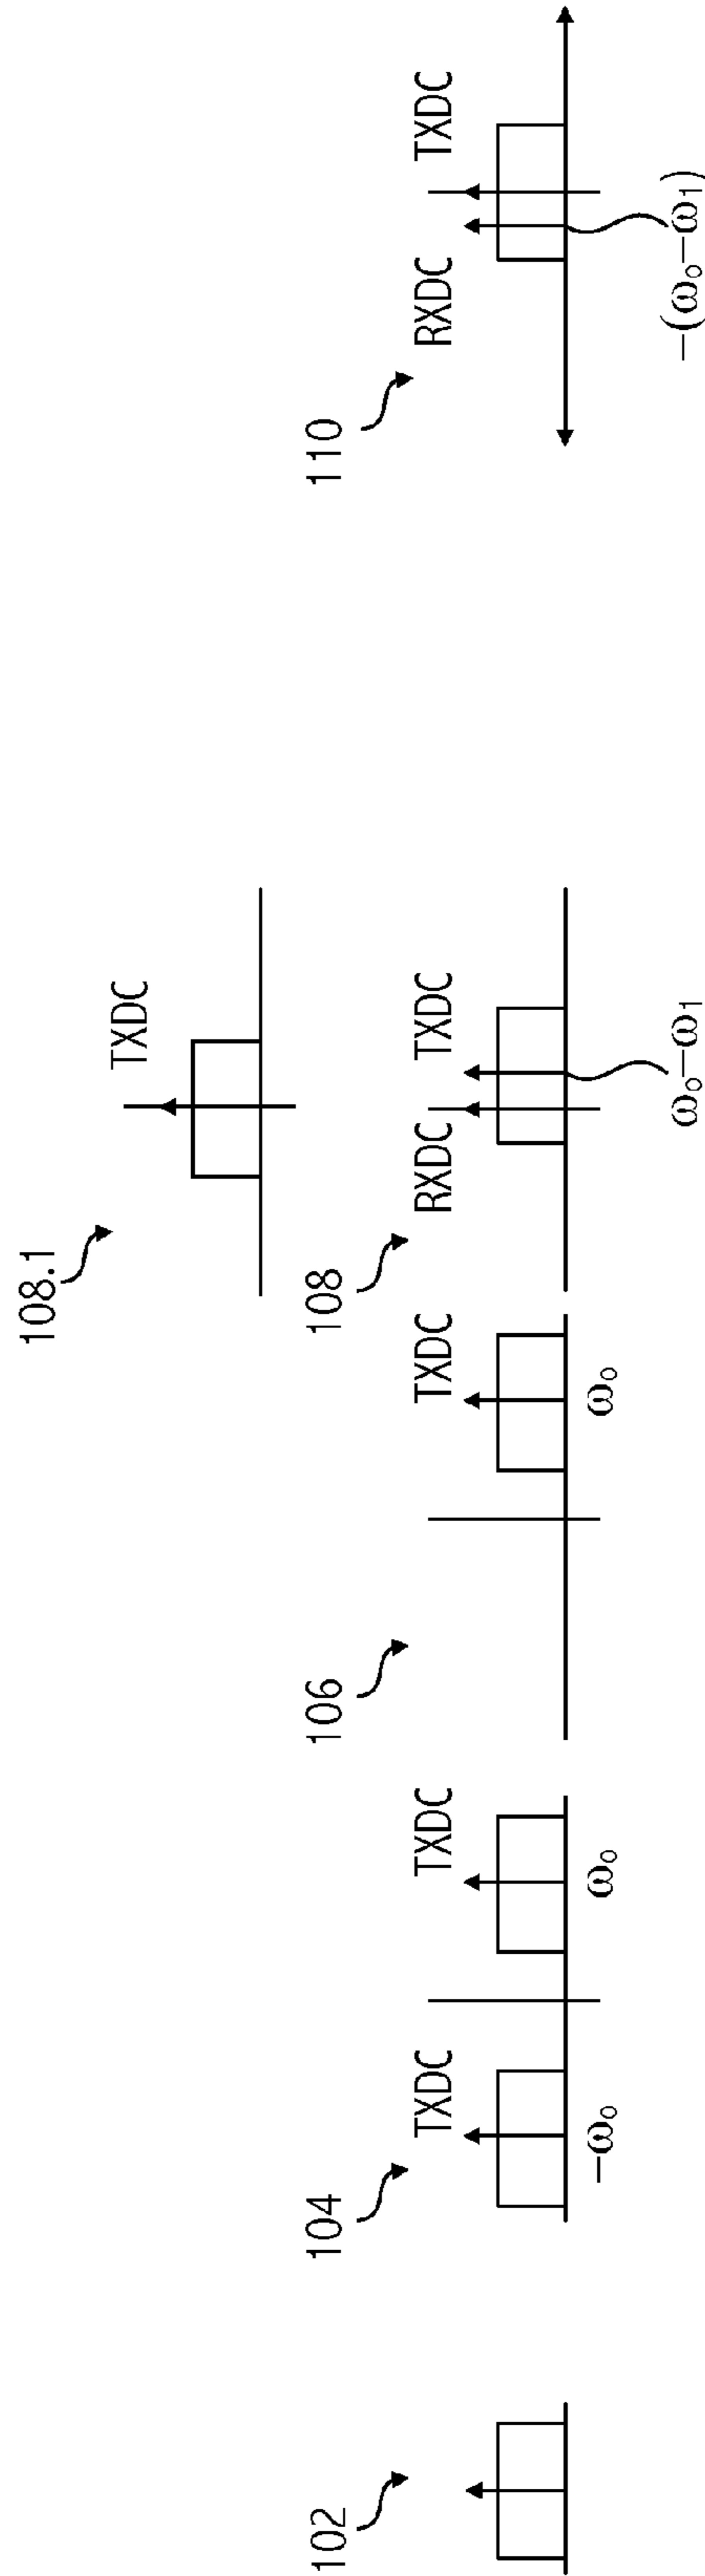 108.1
TXDC
102
104
TXDC
TXDC
−ω₀
ω₀
106
TXDC
ω₀
108
RXDC
TXDC
ω₀−ω₁
110
RXDC
TXDC
−(ω₀−ω₁)